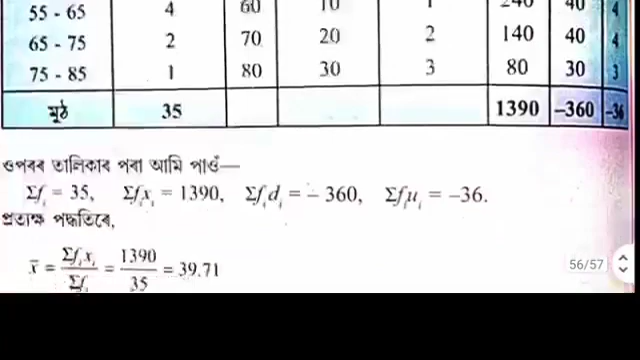 55 - 65 4 60 10 1 240 40 4
65 - 75 2 70 20 2 140 40 4
75 - 85 1 80 30 3 80 30 3
মুঠ 35 1390 –360 –36
ওপৰৰ তালিকাৰ পৰা আমি পাওঁ—
Σfᵢ = 35, Σfᵢxᵢ = 1390, Σfᵢdᵢ = – 360, Σfᵢuᵢ = –36.
প্ৰত্যক্ষ পদ্ধতিৰে,
x̄ = Σfᵢxᵢ / Σfᵢ = 1390 / 35 = 39.71
56/57